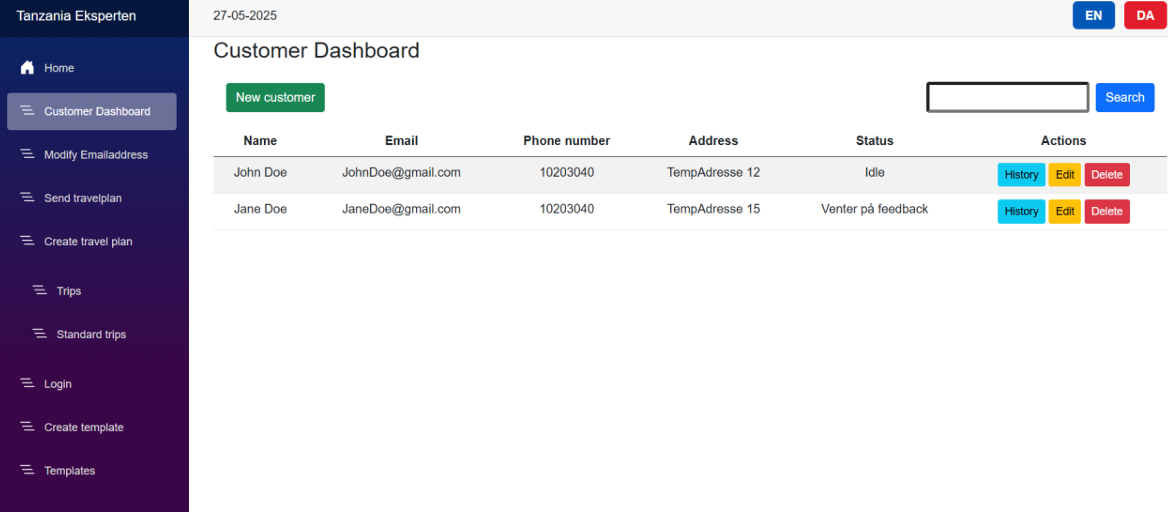 Tanzania Eksperten
Home
Customer Dashboard
Modify Emailaddress
Send travelplan
Create travel plan
Trips
Standard trips
Login
Create template
Templates
27-05-2025 EN DA
Customer Dashboard
New customer Search
Name Email Phone number Address Status Actions
John Doe JohnDoe@gmail.com 10203040 TempAdresse 12 Idle History Edit Delete
Jane Doe JaneDoe@gmail.com 10203040 TempAdresse 15 Venter på feedback History Edit Delete